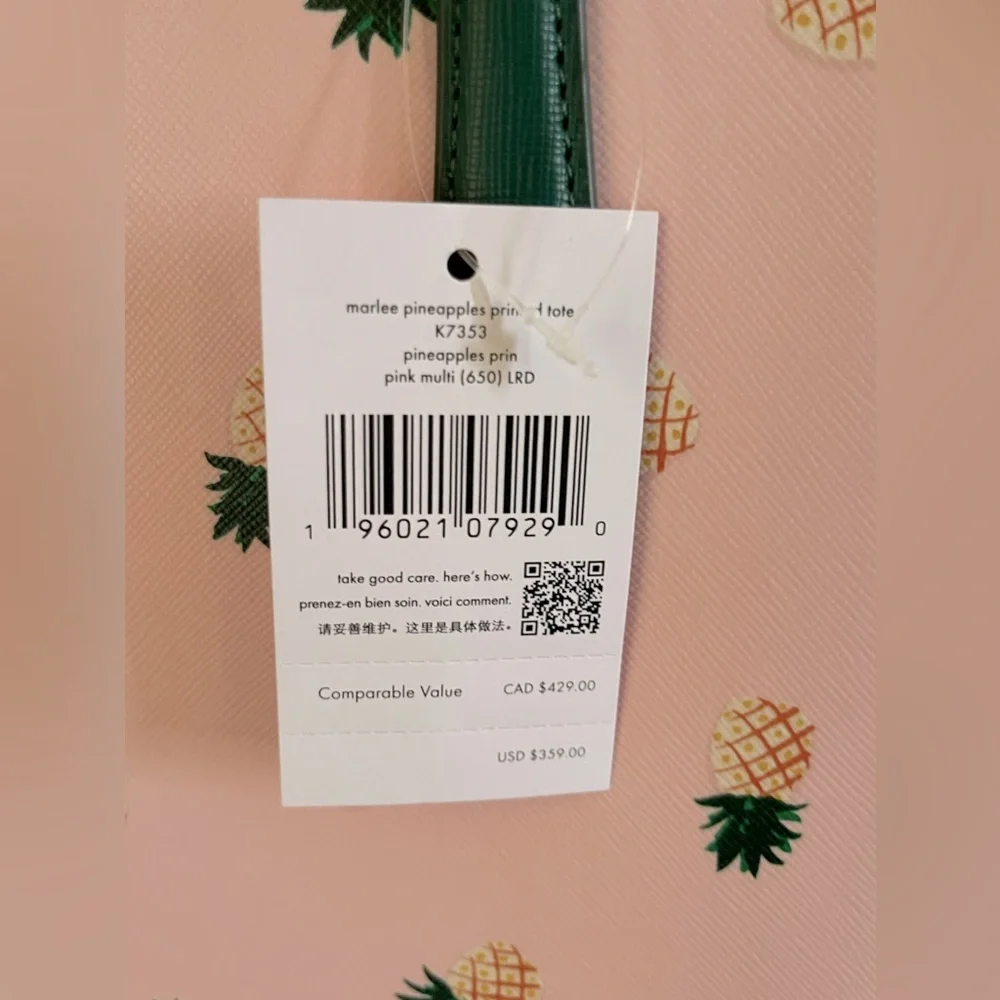 marlee pineapples tote
K7353
pineapples prin
pink multi (650) LRD
1 96021 07929 0
take good care. here's how.
prenez-en bien soin. voici comment.
请妥善维护。这里是具体做法。
Comparable Value CAD $429.00
USD $359.00